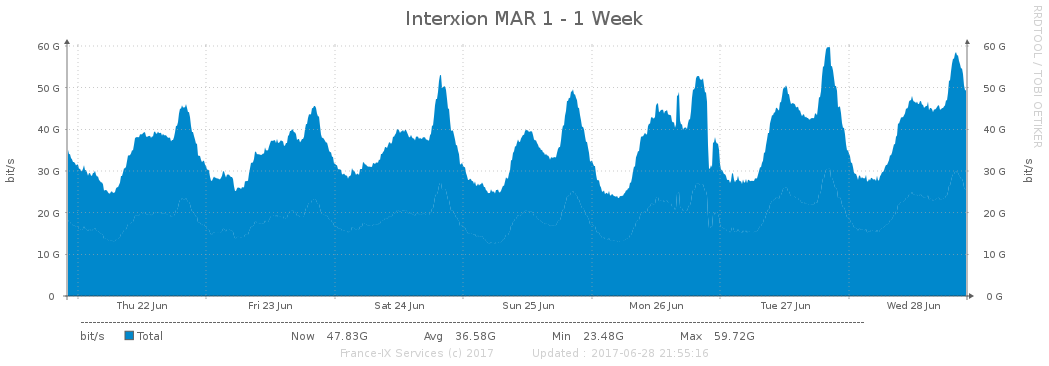 Interxion MAR 1 - 1 Week
RRDTOOL / TOBI OETIKER
60 G 60 G
50 G 50 G
40 G 40 G
30 G 30 G
20 G 20 G
10 G 10 G
0 0 G
bit/s
bit/s
Thu 22 Jun Fri 23 Jun Sat 24 Jun Sun 25 Jun Mon 26 Jun Tue 27 Jun Wed 28 Jun
bit/s Total Now 47.83G Avg 36.58G Min 23.48G Max 59.72G
France-IX Services (c) 2017 Updated : 2017-06-28 21:55:16